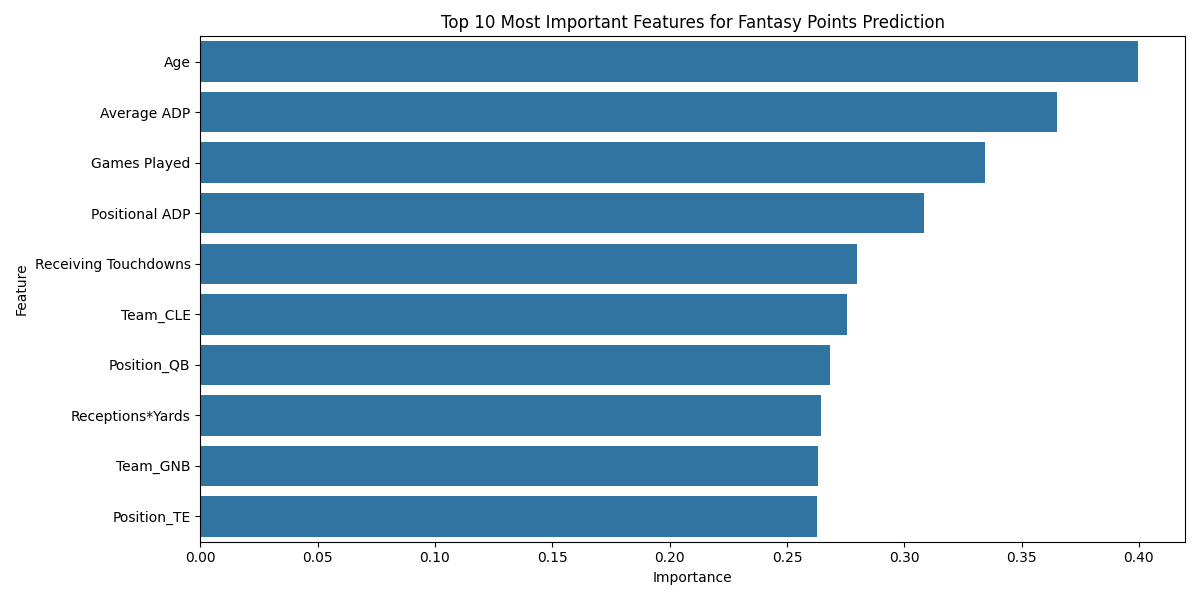 Top 10 Most Important Features for Fantasy Points Prediction
Feature
Age
Average ADP
Games Played
Positional ADP
Receiving Touchdowns
Team_CLE
Position_QB
Receptions*Yards
Team_GNB
Position_TE
0.00 0.05 0.10 0.15 0.20 0.25 0.30 0.35 0.40
Importance